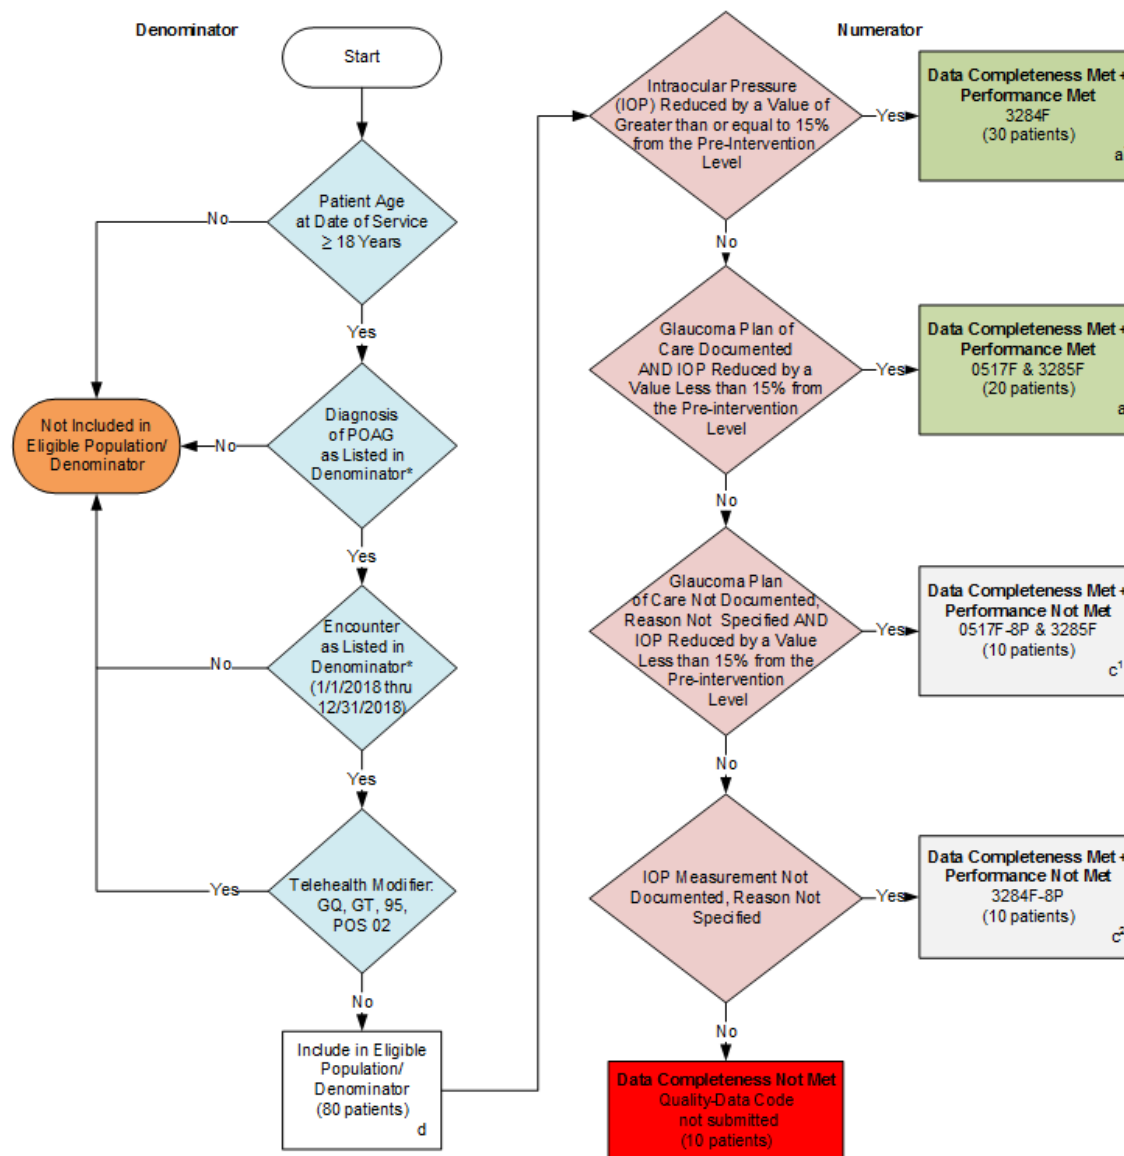 Denominator
Start
Patient Age
at Date of Service
≥ 18 Years
No
Yes
Diagnosis
of POAG
as Listed in
Denominator*
No
Not Included in
Eligible Population/
Denominator
Yes
Encounter
as Listed in
Denominator*
(1/1/2018 thru
12/31/2018)
No
Yes
Telehealth Modifier:
GQ, GT, 95,
POS 02
Yes
No
Include in Eligible
Population/
Denominator
(80 patients)
d
Numerator
Intraocular Pressure
(IOP) Reduced by a Value of
Greater than or equal to 15%
from the Pre-Intervention
Level
Yes
Data Completeness Met +
Performance Met
3284F
(30 patients)
a
No
Glaucoma Plan of
Care Documented
AND IOP Reduced by a
Value Less than 15% from
the Pre-intervention
Level
Yes
Data Completeness Met +
Performance Met
0517F & 3285F
(20 patients)
a
No
Glaucoma Plan
of Care Not Documented,
Reason Not Specified AND
IOP Reduced by a Value
Less than 15% from the
Pre-intervention
Level
Yes
Data Completeness Met +
Performance Not Met
0517F-8P & 3285F
(10 patients)
c¹
No
IOP Measurement Not
Documented, Reason Not
Specified
Yes
Data Completeness Met +
Performance Not Met
3284F-8P
(10 patients)
c²
No
Data Completeness Not Met
Quality-Data Code
not submitted
(10 patients)